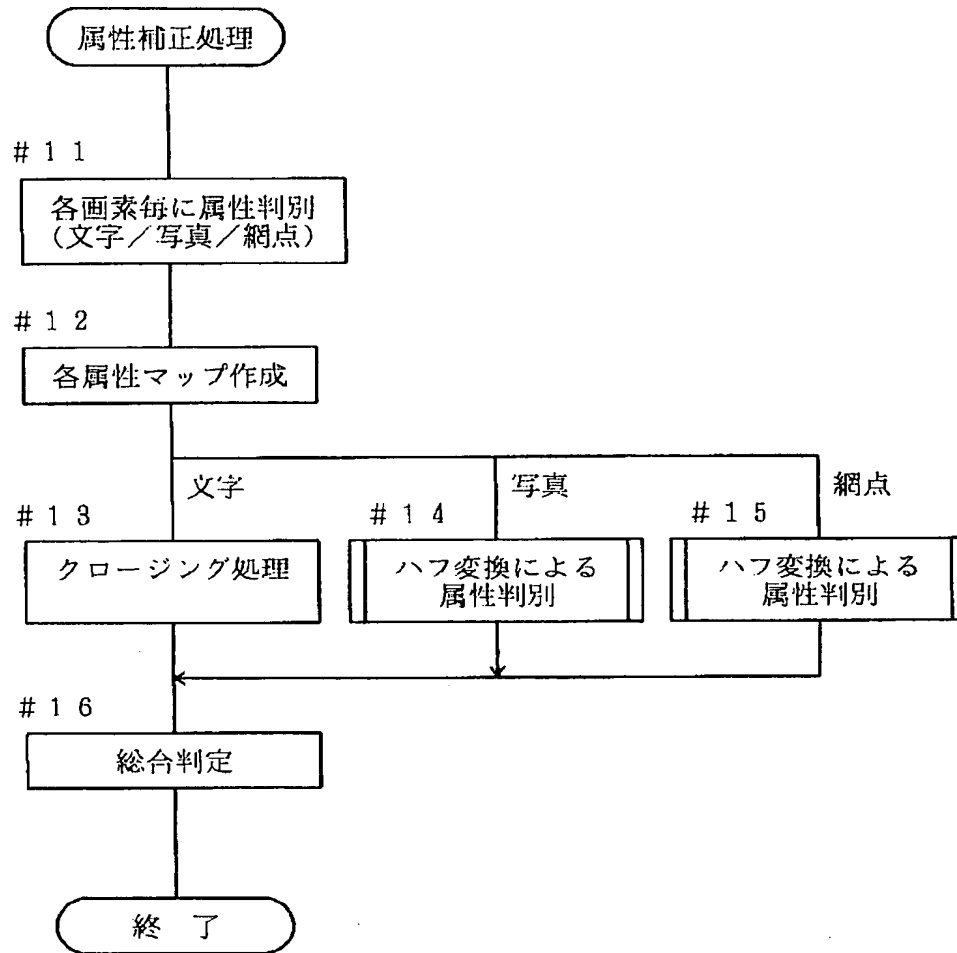 属性補正処理
#11
各画素毎に属性判別
(文字/写真/網点)
#12
各属性マップ作成
文字
写真
網点
#13
#14
#15
クロージング処理
ハフ変換による
属性判別
ハフ変換による
属性判別
#16
総合判定
終 了